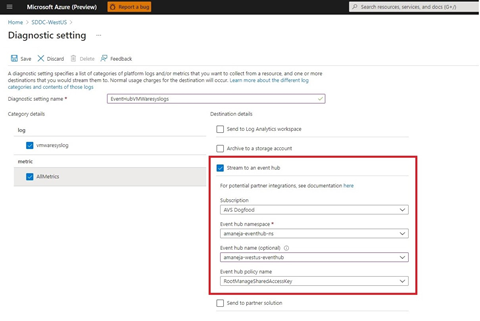 Microsoft Azure (Preview)
Report a bug
Search resources, services, and docs (G+/)
Home > SDDC-WestUS >
Diagnostic setting ...
Save
Discard
Delete
Feedback
A diagnostic setting specifies a list of categories of platform logs and/or metrics that you want to collect from a resource, and one or more
destinations that you would stream them to. Normal usage charges for the destination will occur. Learn more about the different log
categories and contents of those logs
Diagnostic setting name *
EventHubVMWaresyslogs
Category details
Destination details
log
vmwaresyslog
metric
AllMetrics
Send to Log Analytics workspace
Archive to a storage account
Stream to an event hub
For potential partner integrations, see documentation here
Subscription
AVS Dogfood
Event hub namespace *
amaneja-eventhub-ns
Event hub name (optional)
amaneja-westus-eventhub
Event hub policy name
RootManageSharedAccessKey
Send to partner solution